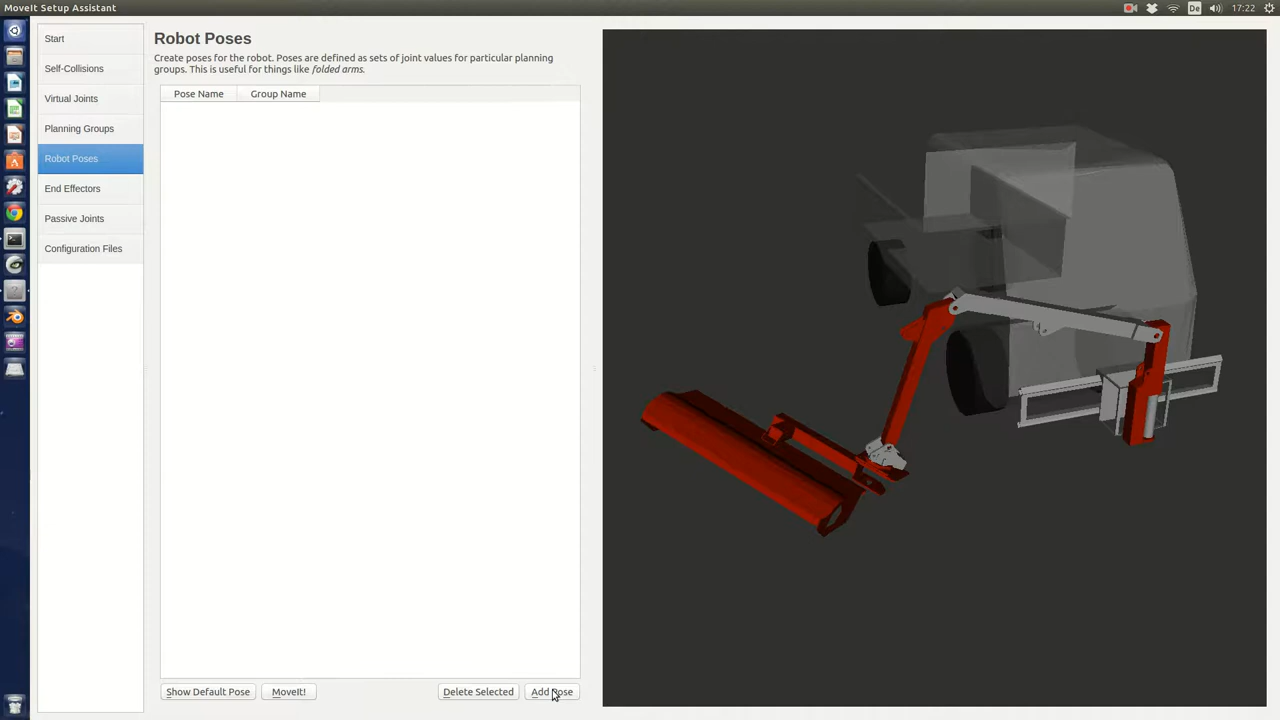 MoveIt Setup Assistant
De
17:22
Start
Self-Collisions
Virtual Joints
Planning Groups
Robot Poses
End Effectors
Passive Joints
Configuration Files
Robot Poses
Create poses for the robot. Poses are defined as sets of joint values for particular planning
groups. This is useful for things like folded arms.
Pose Name
Group Name
Show Default Pose
MoveIt!
Delete Selected
Add Pose